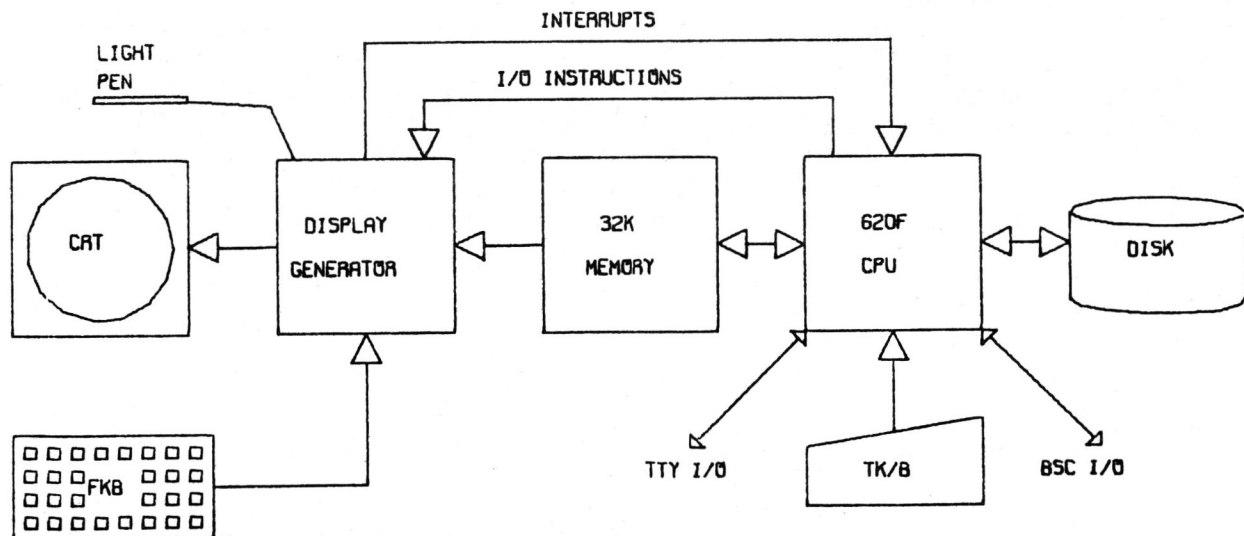 INTERRUPTS
LIGHT
PEN
I/O INSTRUCTIONS
CRT
DISPLAY
GENERATOR
32K
MEMORY
620F
CPU
DISK
FKB
TTY I/O
TK/B
BSC I/O